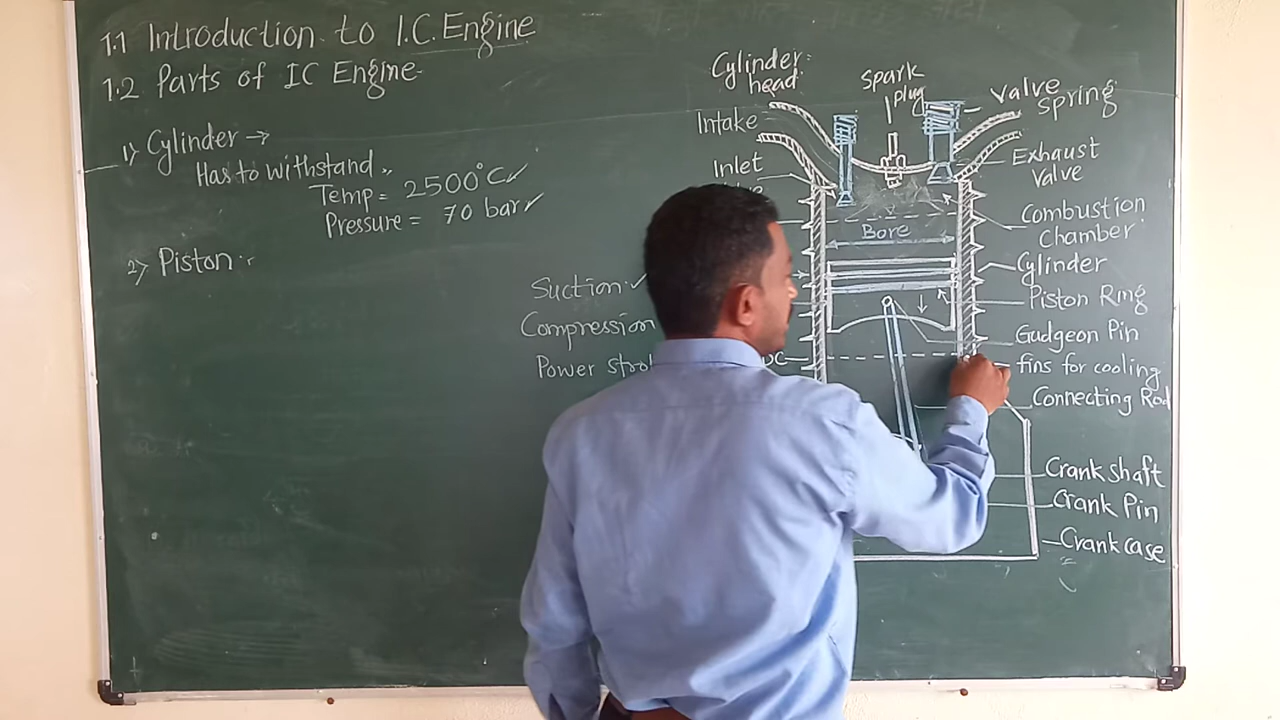 1.1 Introduction to I.C. Engine
1.2 Parts of IC Engine
1) Cylinder →
Has to withstand
Temp = 2500°C ✓
Pressure = 70 bar ✓
2) Piston :-
Suction ✓
Compression
Power
Cylinder head
Spark plug
Valve Spring
Intake
Inlet
Exhaust Valve
Combustion Chamber
Bore
Cylinder
Piston Ring
Gudgeon Pin
fins for cooling
Connecting Rod
Crank shaft
Crank Pin
Crank case